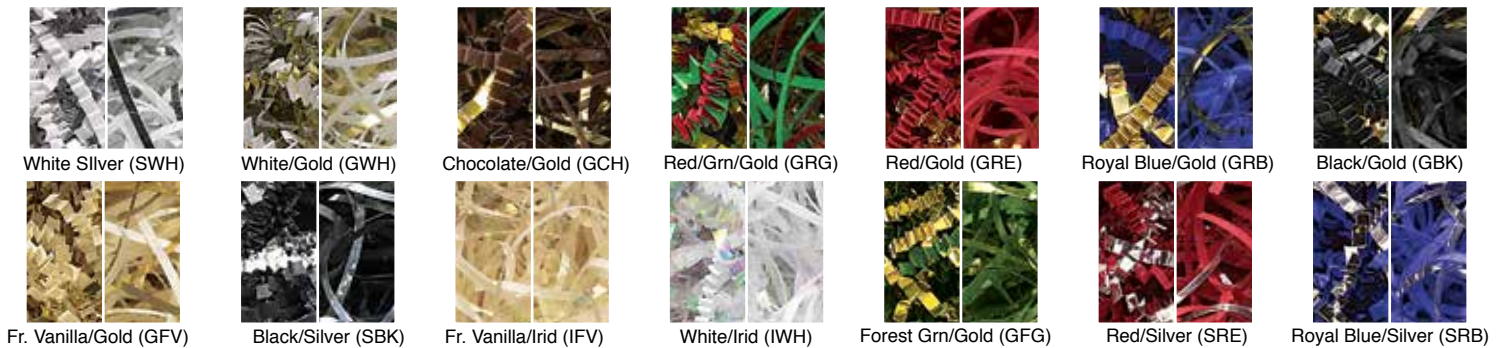 White SIlver (SWH)
White/Gold (GWH)
Chocolate/Gold (GCH)
Red/Grn/Gold (GRG)
Red/Gold (GRE)
Royal Blue/Gold (GRB)
Black/Gold (GBK)
Fr. Vanilla/Gold (GFV)
Black/Silver (SBK)
Fr. Vanilla/Irid (IFV)
White/Irid (IWH)
Forest Grn/Gold (GFG)
Red/Silver (SRE)
Royal Blue/Silver (SRB)